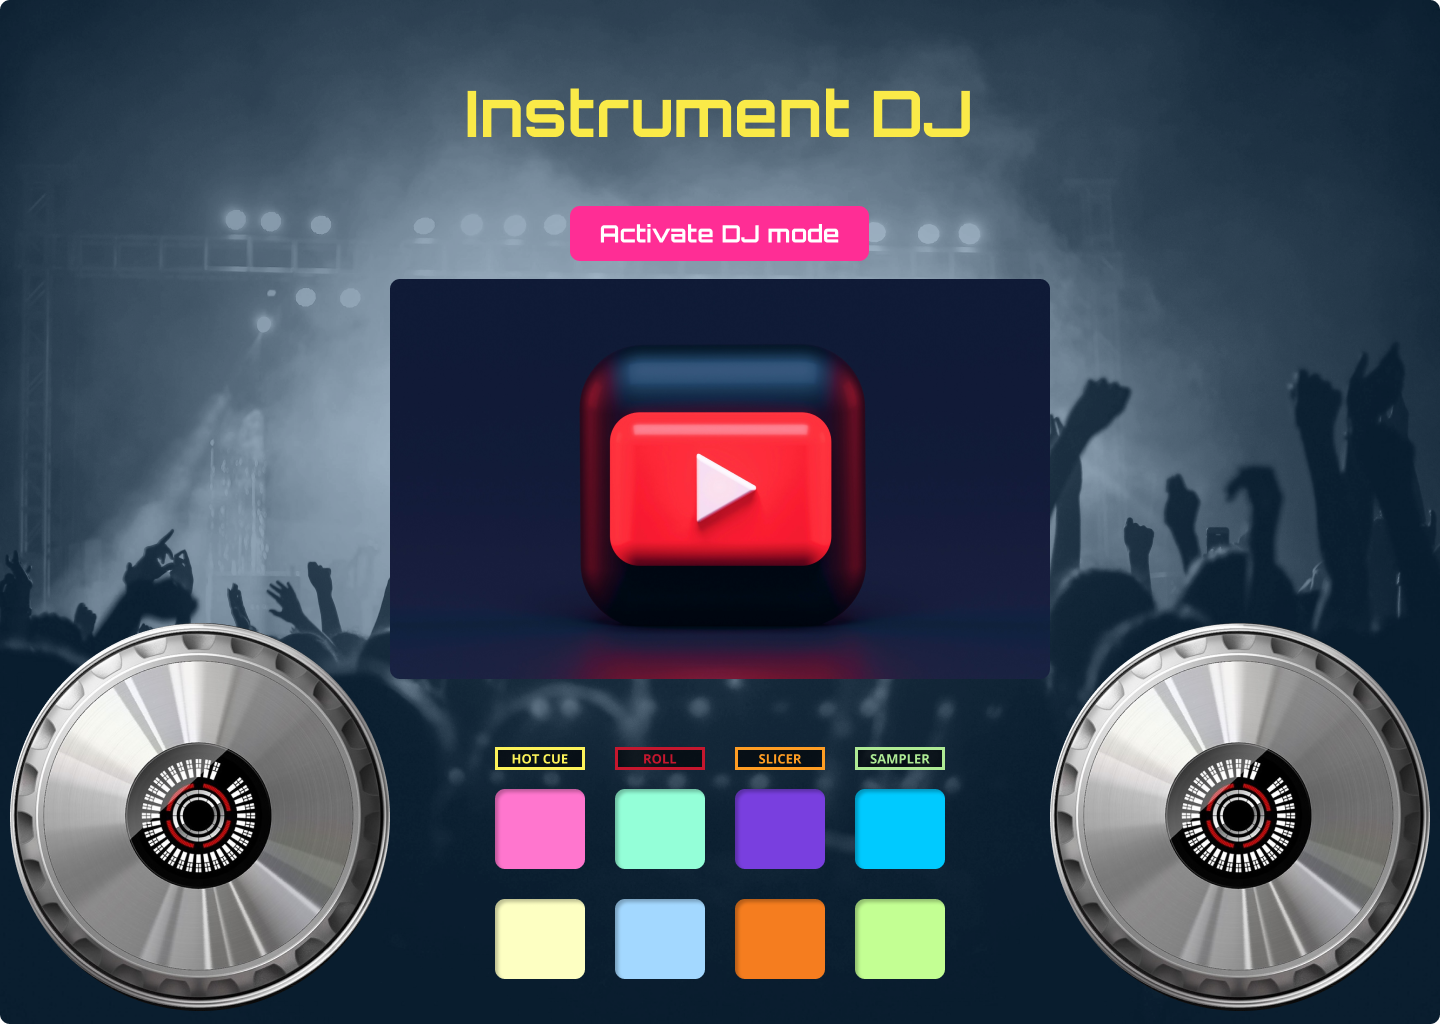 Instrument DJ
Activate DJ mode
HOT CUE ROLL SLICER SAMPLER